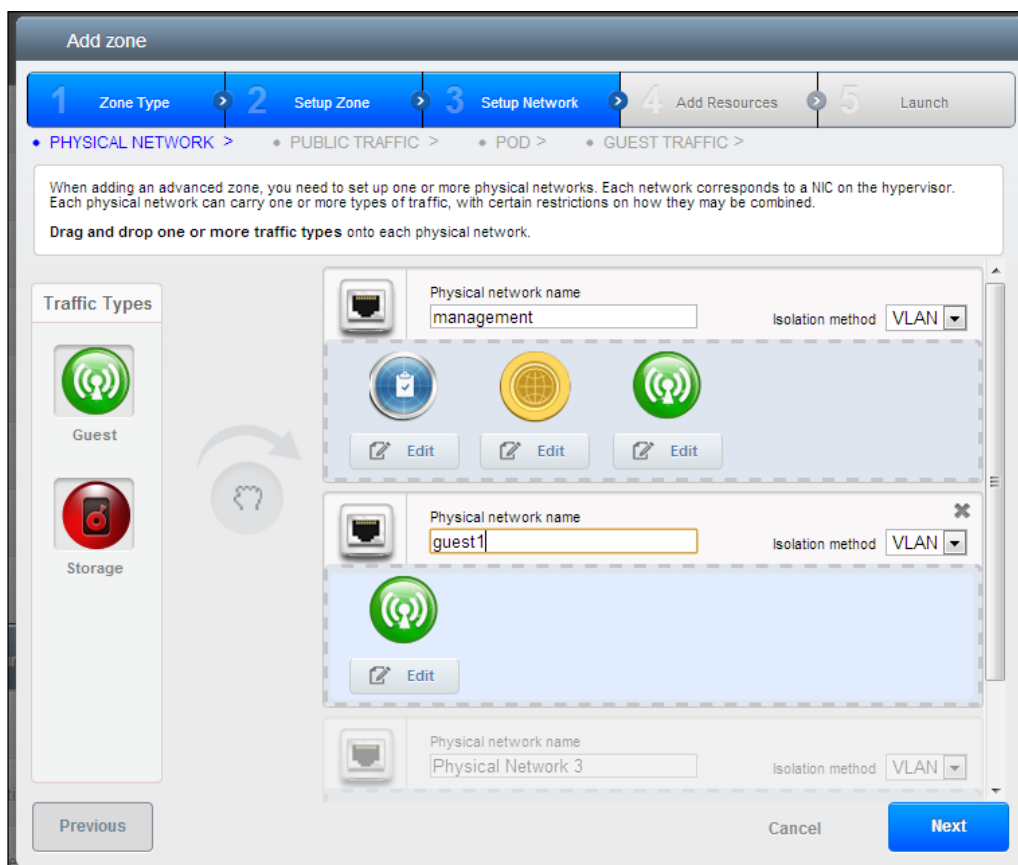 Add zone
1 Zone Type 2 Setup Zone 3 Setup Network 4 Add Resources 5 Launch
• PHYSICAL NETWORK > • PUBLIC TRAFFIC > • POD > • GUEST TRAFFIC >
When adding an advanced zone, you need to set up one or more physical networks. Each network corresponds to a NIC on the hypervisor.
Each physical network can carry one or more types of traffic, with certain restrictions on how they may be combined.
Drag and drop one or more traffic types onto each physical network.
Traffic Types
Guest
Storage
Physical network name
management
Isolation method VLAN
Edit Edit Edit
Physical network name
guest1
Isolation method VLAN
Edit
Physical network name
Physical Network 3
Isolation method VLAN
Previous
Cancel
Next